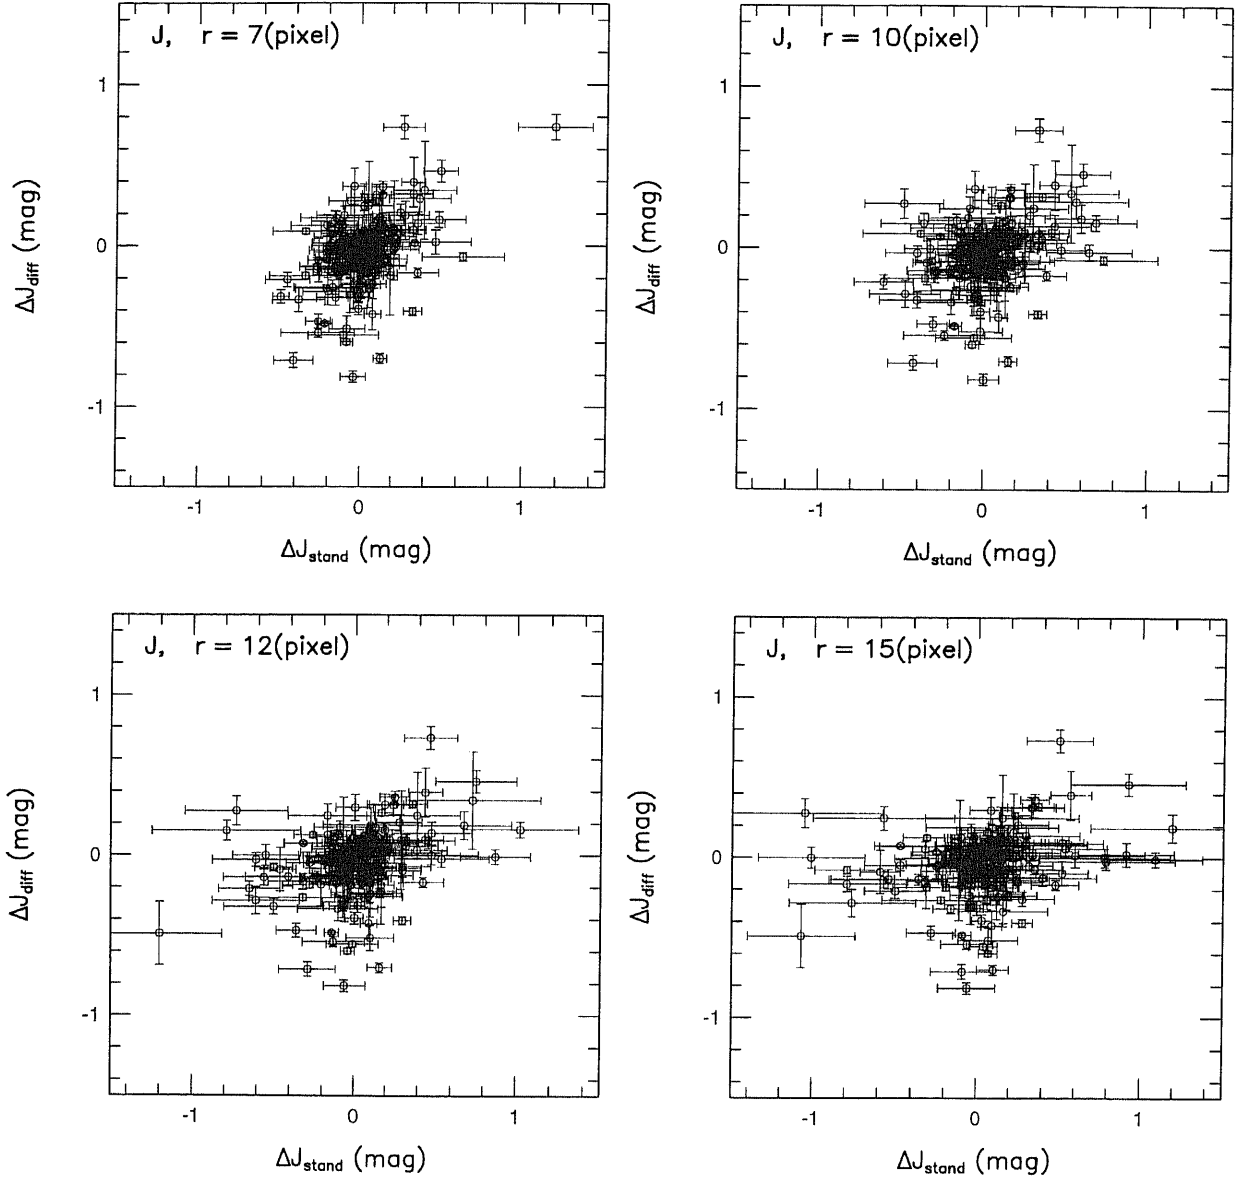 J, r = 7(pixel)
1
0
-1
ΔJdiff (mag)
-1 0 1
ΔJstand (mag)
J, r = 10(pixel)
1
0
-1
ΔJdiff (mag)
-1 0 1
ΔJstand (mag)
J, r = 12(pixel)
1
0
-1
ΔJdiff (mag)
-1 0 1
ΔJstand (mag)
J, r = 15(pixel)
1
0
-1
ΔJdiff (mag)
-1 0 1
ΔJstand (mag)